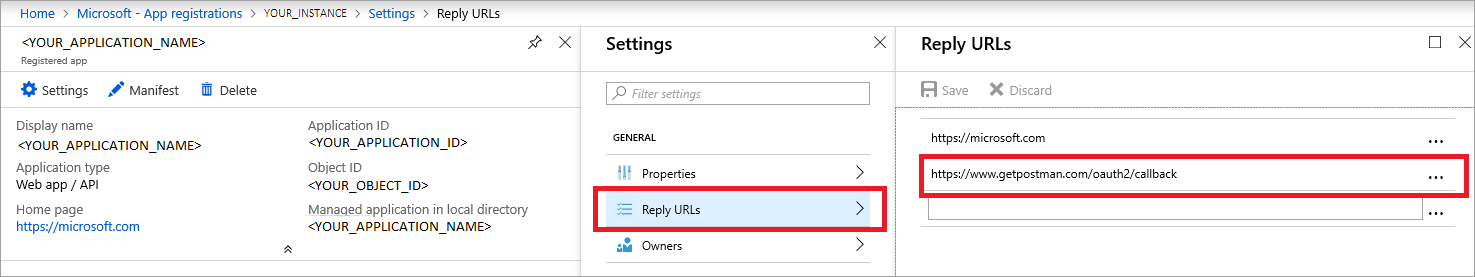 Home > Microsoft - App registrations > YOUR_INSTANCE > Settings > Reply URLs
<YOUR_APPLICATION_NAME>
Registered app
Settings Manifest Delete
Display name
<YOUR_APPLICATION_NAME>
Application type
Web app / API
Home page
https://microsoft.com
Application ID
<YOUR_APPLICATION_ID>
Object ID
<YOUR_OBJECT_ID>
Managed application in local directory
<YOUR_APPLICATION_NAME>
Settings
Filter settings
GENERAL
Properties
Reply URLs
Owners
Reply URLs
Save Discard
https://microsoft.com
https://www.getpostman.com/oauth2/callback